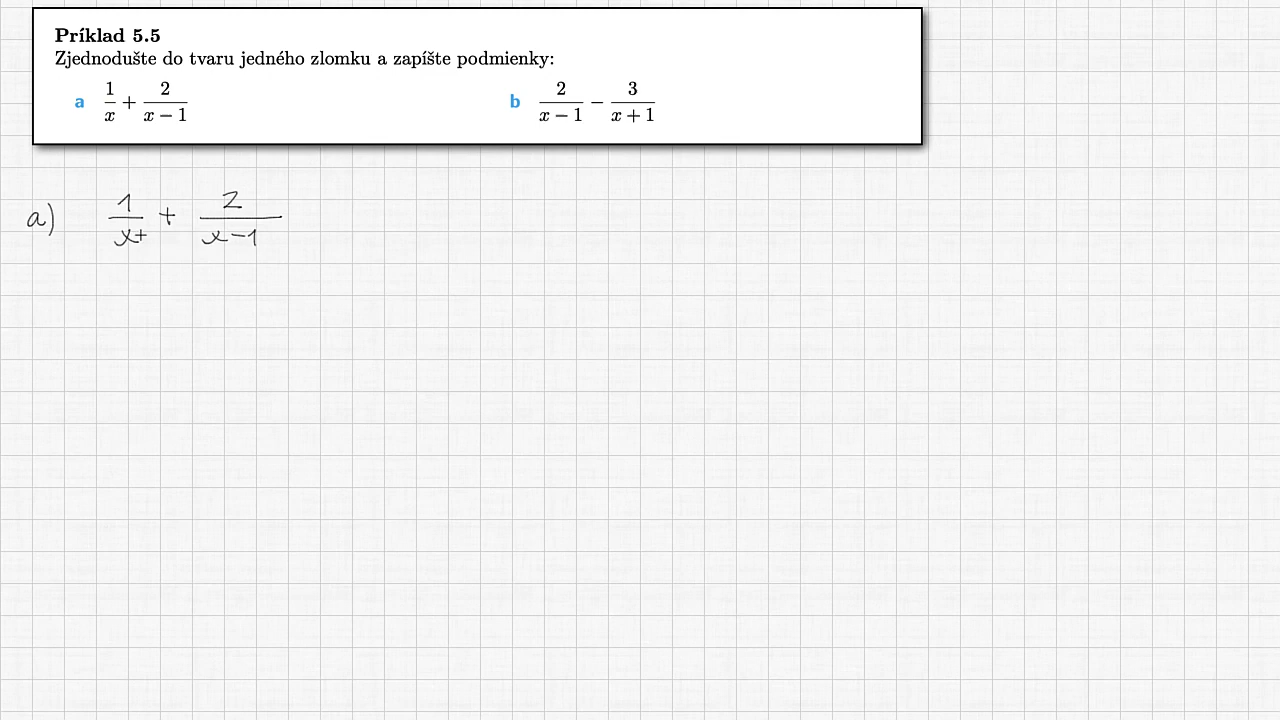 Príklad 5.5
Zjednodušte do tvaru jedného zlomku a zapíšte podmienky:
a 1/x + 2/(x − 1)
b 2/(x − 1) − 3/(x + 1)
a) 1/x+ + 2/(x−1)